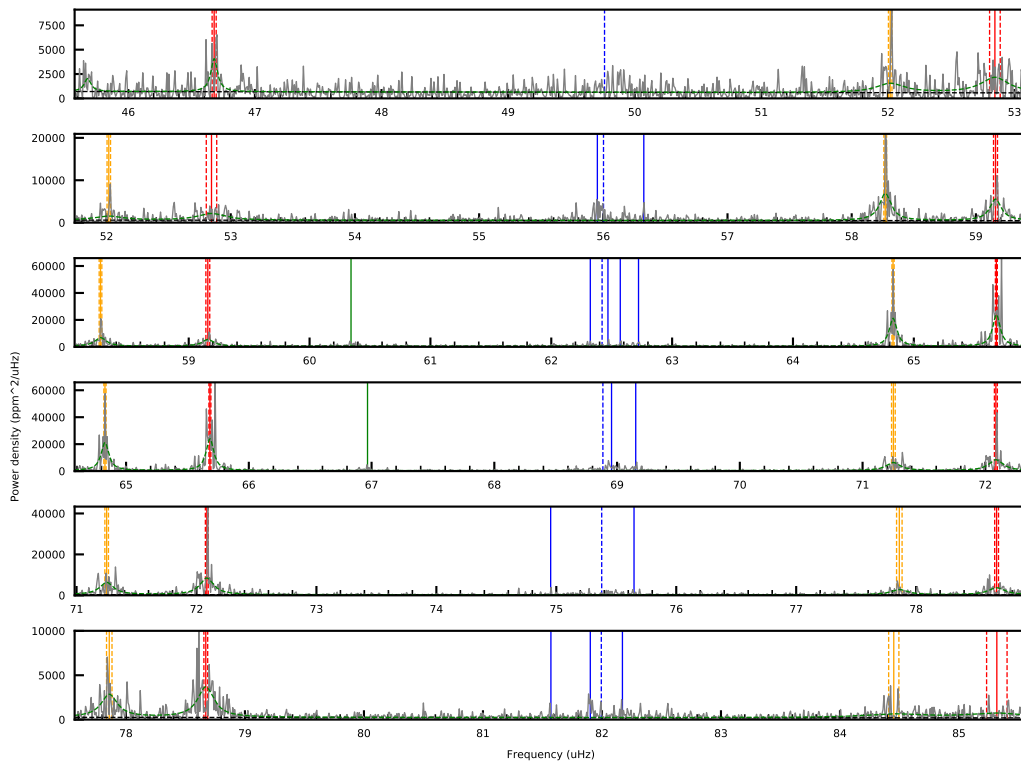 7500
5000
2500
0
46 47 48 49 50 51 52 53
20000
10000
0
52 53 54 55 56 57 58 59
60000
40000
20000
0
59 60 61 62 63 64 65
60000
40000
20000
0
65 66 67 68 69 70 71 72
40000
20000
0
71 72 73 74 75 76 77 78
10000
5000
0
78 79 80 81 82 83 84 85
Power density (ppm^2/uHz)
Frequency (uHz)